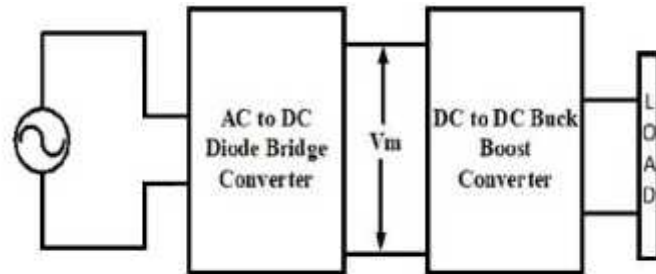 AC to DC
Diode Bridge
Converter
Vm
DC to DC Buck
Boost
Converter
L
O
A
D